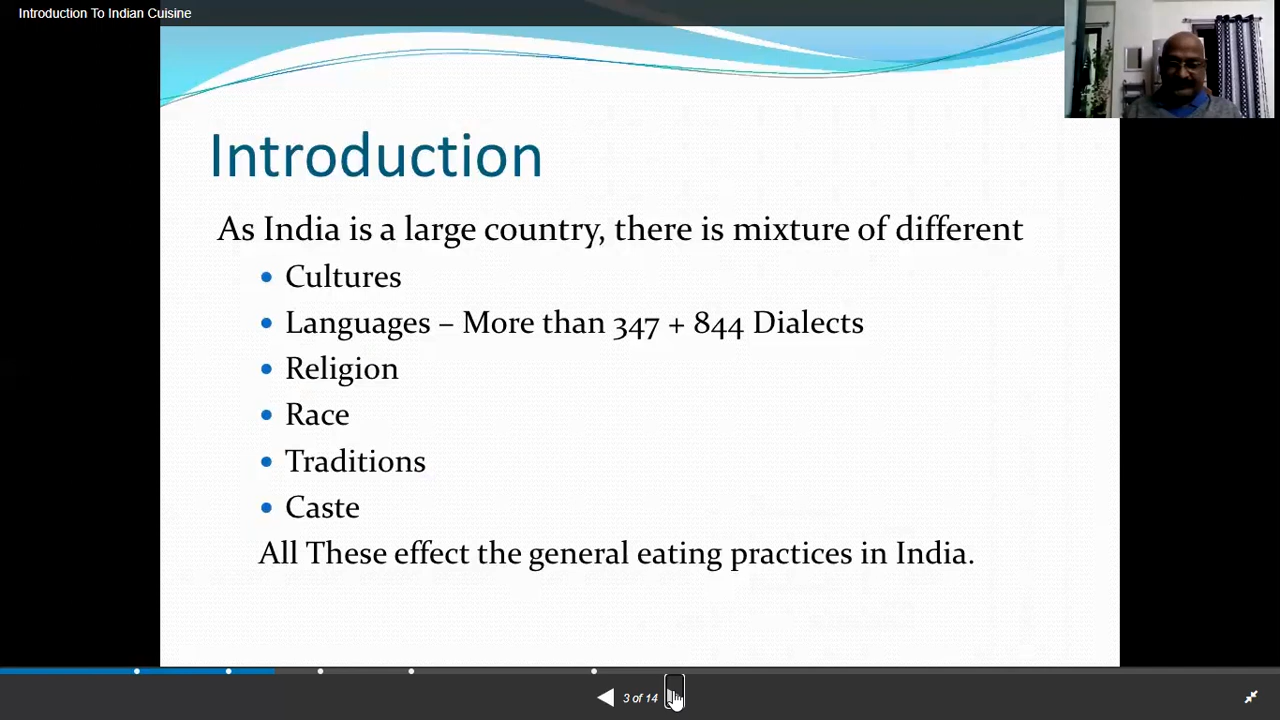 Introduction To Indian Cuisine
Introduction
As India is a large country, there is mixture of different
• Cultures
• Languages – More than 347 + 844 Dialects
• Religion
• Race
• Traditions
• Caste
All These effect the general eating practices in India.
3 of 14